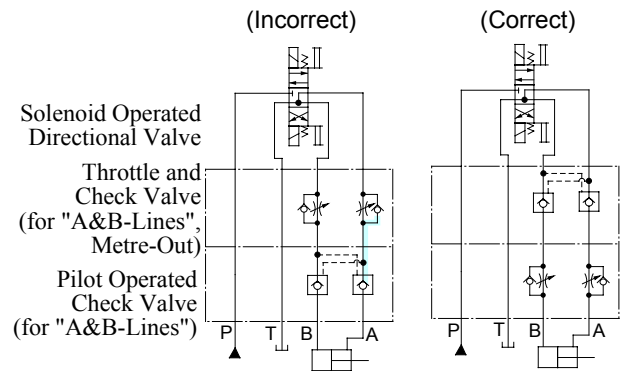 (Incorrect)
(Correct)
Solenoid Operated
Directional Valve
Throttle and
Check Valve
(for "A&B-Lines",
Metre-Out)
Pilot Operated
Check Valve
(for "A&B-Lines")
P T B A
P T B A